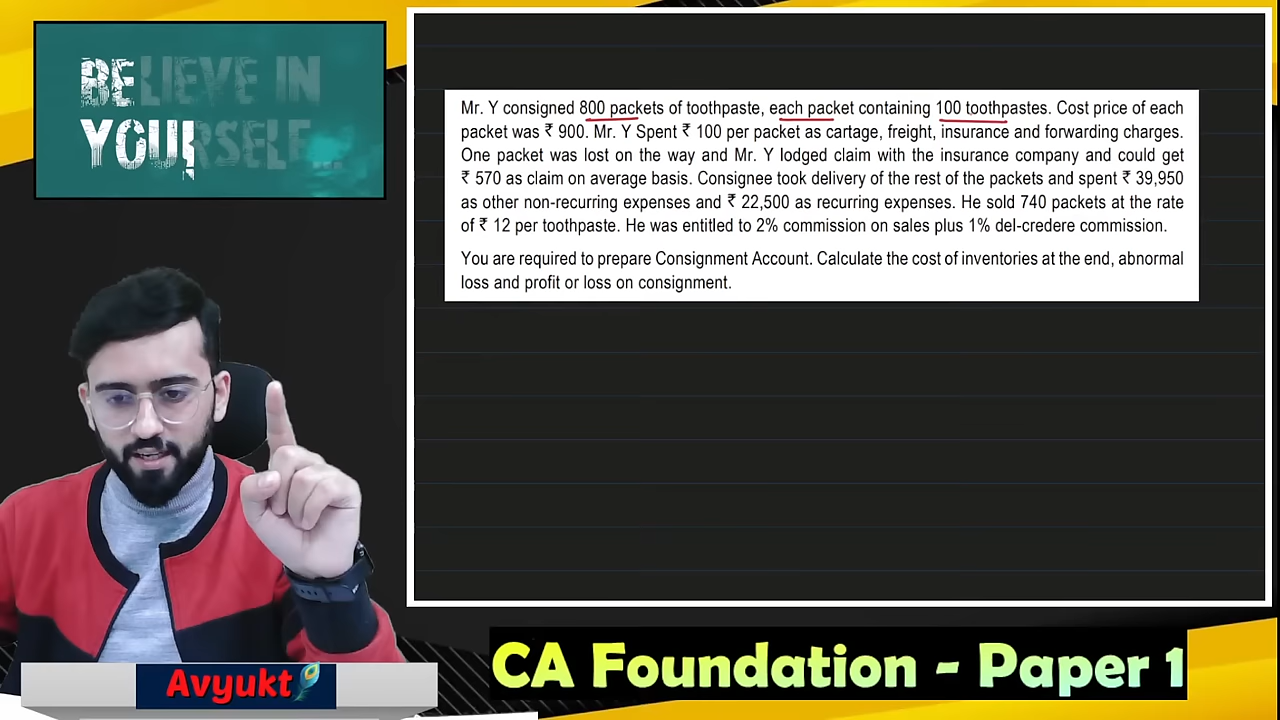 BELIEVE IN
YOURSELF...
Mr. Y consigned 800 packets of toothpaste, each packet containing 100 toothpastes. Cost price of each
packet was ₹ 900. Mr. Y Spent ₹ 100 per packet as cartage, freight, insurance and forwarding charges.
One packet was lost on the way and Mr. Y lodged claim with the insurance company and could get
₹ 570 as claim on average basis. Consignee took delivery of the rest of the packets and spent ₹ 39,950
as other non-recurring expenses and ₹ 22,500 as recurring expenses. He sold 740 packets at the rate
of ₹ 12 per toothpaste. He was entitled to 2% commission on sales plus 1% del-credere commission.
You are required to prepare Consignment Account. Calculate the cost of inventories at the end, abnormal
loss and profit or loss on consignment.
Avyukt
CA Foundation - Paper 1